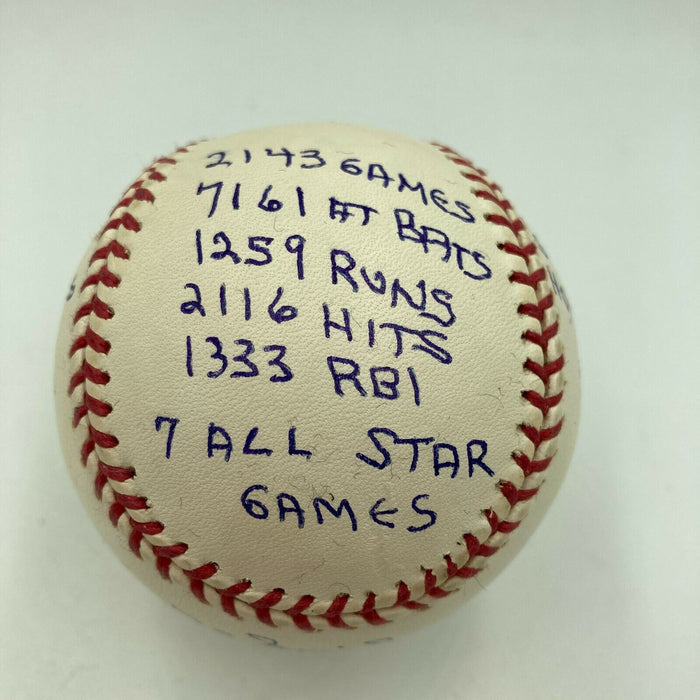 2143 GAMES
7161 AT BATS
1259 RUNS
2116 HITS
1333 RBI
7 ALL STAR
GAMES